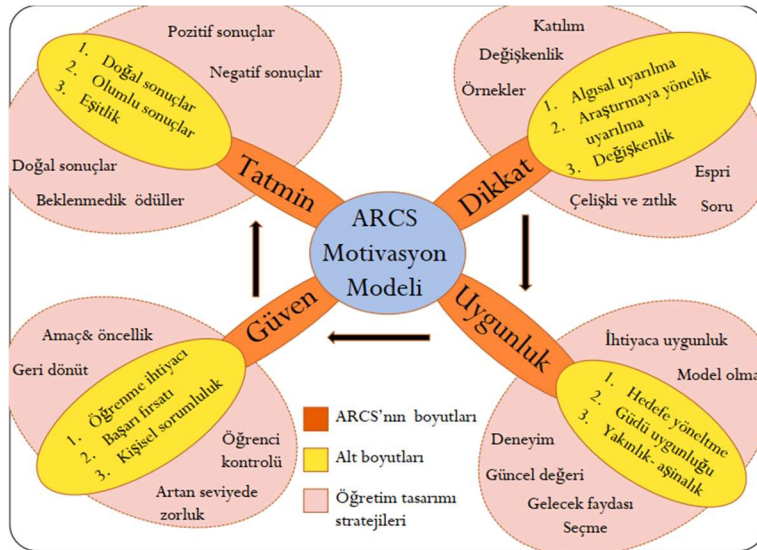 Pozitif sonuçlar
Negatif sonuçlar
1. Doğal sonuçlar
2. Olumlu sonuçlar
3. Eşitlik
Doğal sonuçlar
Beklenmedik ödüller
Tatmin
Katılım
Değişkenlik
Örnekler
1. Algısal uyarılma
2. Araştırmaya yönelik
uyarılma
3. Değişkenlik
Espri
Çelişki ve zıtlık
Soru
Dikkat
ARCS
Motivasyon
Modeli
Güven
Uygunluk
Amaç& öncellik
Geri dönüt
1. Öğrenme ihtiyacı
2. Başarı fırsatı
3. Kişisel sorumluluk
Öğrenci
kontrolü
Artan seviyede
zorluk
İhtiyaca uygunluk
Model olma
1. Hedefe yöneltme
2. Güdü uygunluğu
3. Yakınlık- aşinalık
Deneyim
Güncel değeri
Gelecek faydası
Seçme
ARCS'nın boyutları
Alt boyutları
Öğretim tasarımı
stratejileri